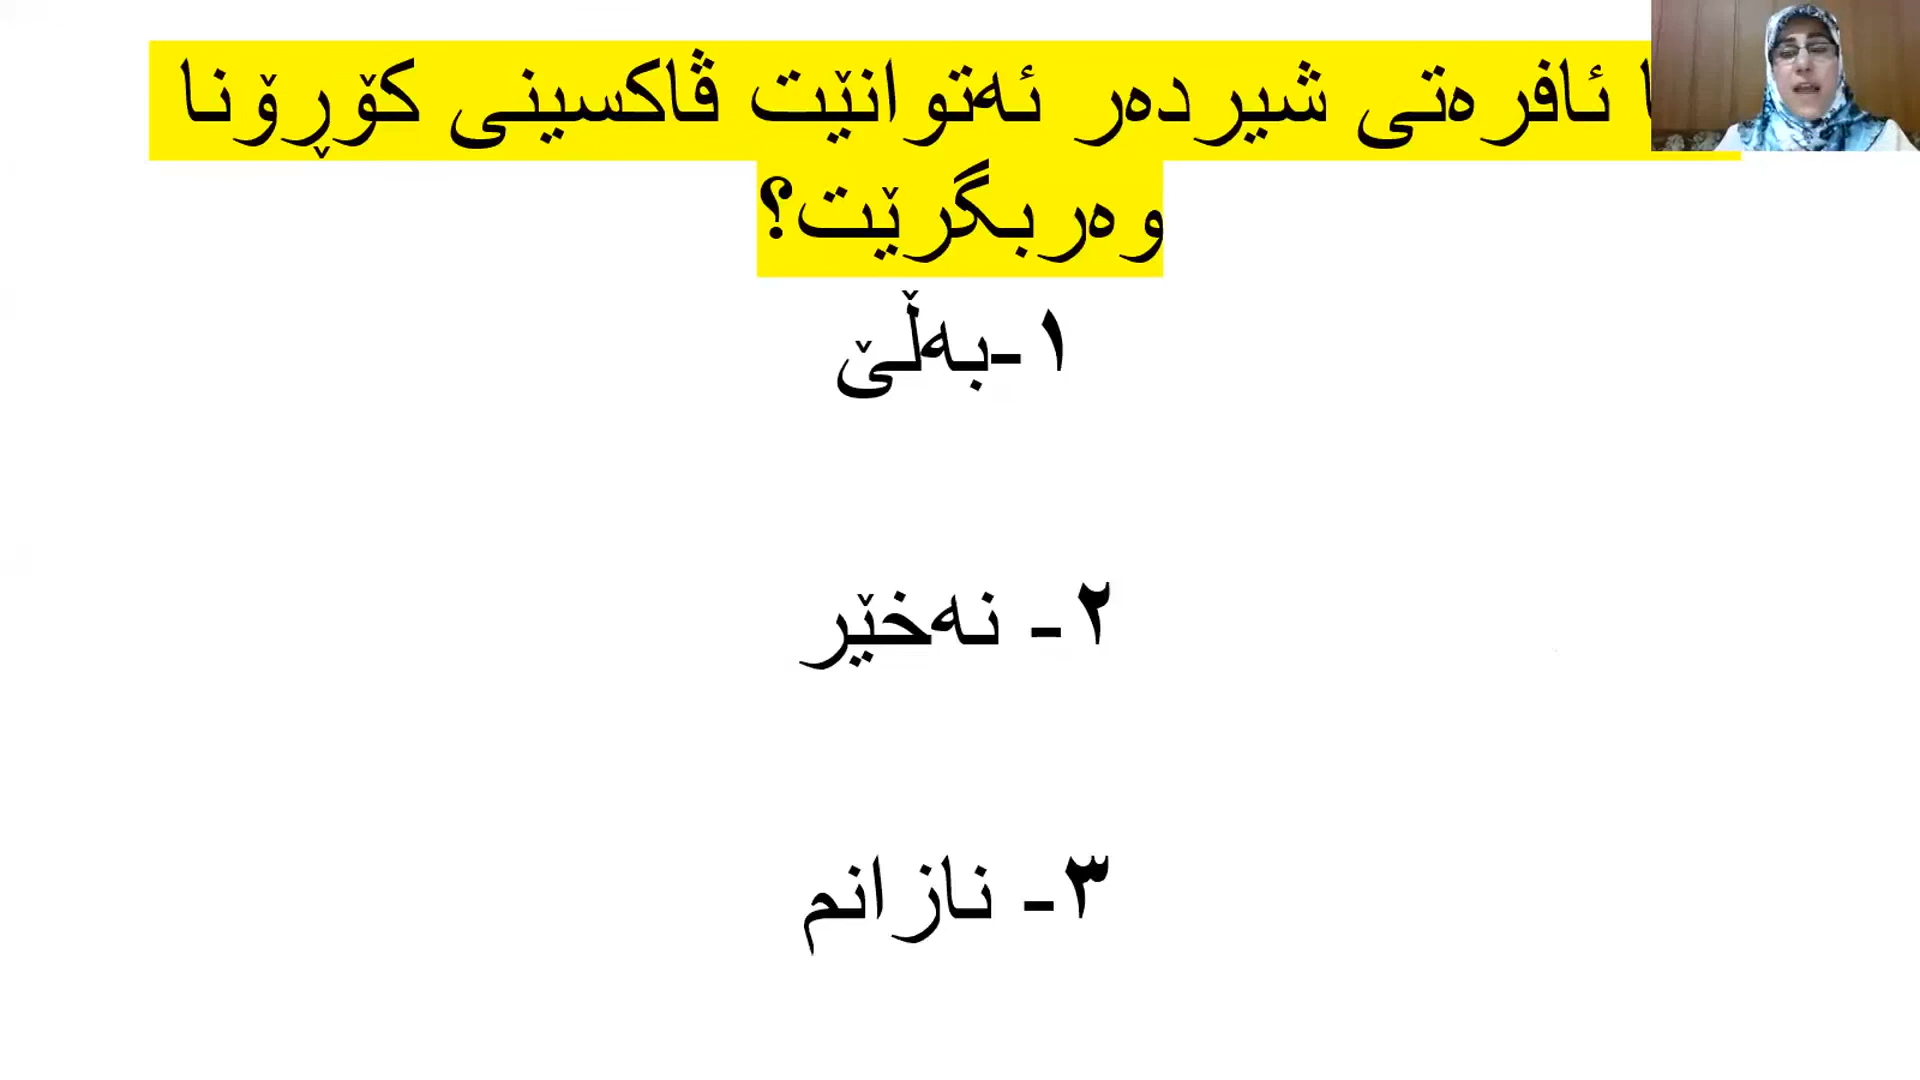 ئافرەتی شیردەر ئەتوانێت ڤاکسینی کۆڕۆنا
وەربگرێت؟
١-بەڵێ
٢- نەخێر
٣- نازانم